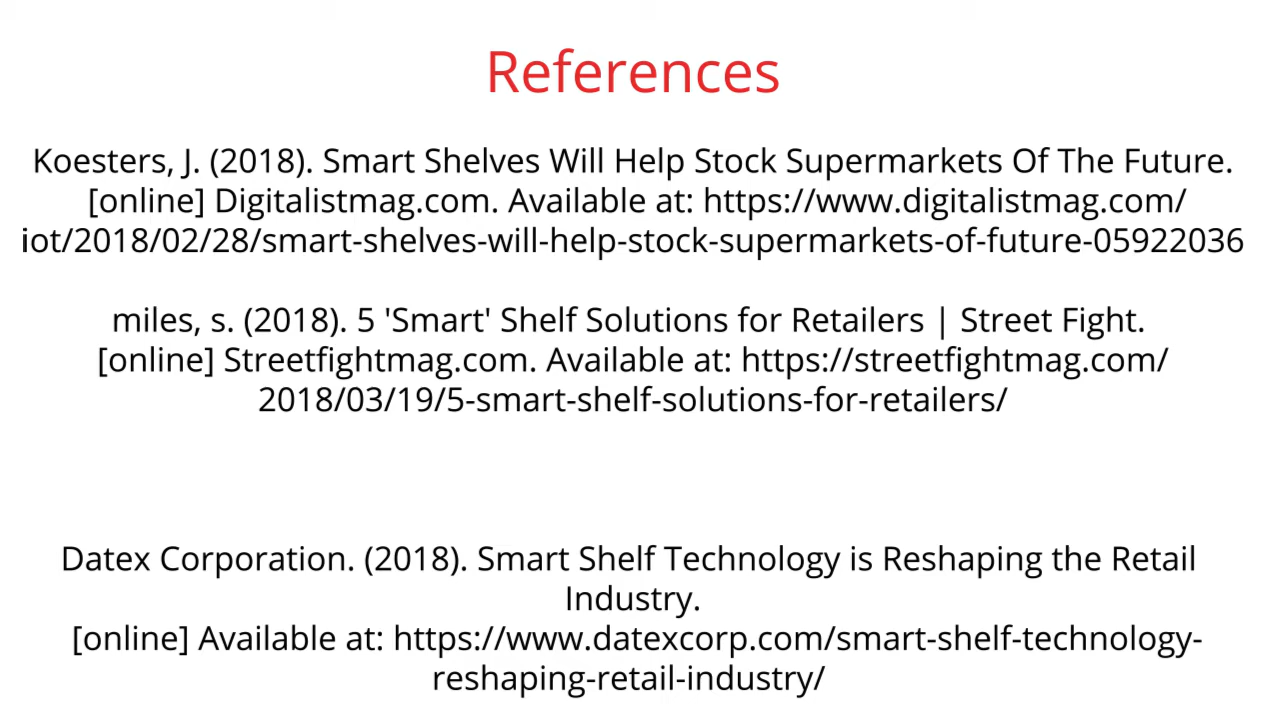 References
Koesters, J. (2018). Smart Shelves Will Help Stock Supermarkets Of The Future.
[online] Digitalistmag.com. Available at: https://www.digitalistmag.com/
iot/2018/02/28/smart-shelves-will-help-stock-supermarkets-of-future-05922036
miles, s. (2018). 5 'Smart' Shelf Solutions for Retailers | Street Fight.
[online] Streetfightmag.com. Available at: https://streetfightmag.com/
2018/03/19/5-smart-shelf-solutions-for-retailers/
Datex Corporation. (2018). Smart Shelf Technology is Reshaping the Retail
Industry.
[online] Available at: https://www.datexcorp.com/smart-shelf-technology-
reshaping-retail-industry/